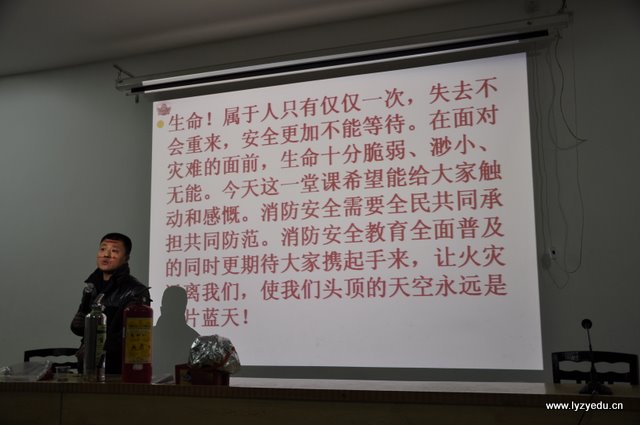 生命！属于人只有仅仅一次，失去不
会重来，安全更加不能等待。在面对
灾难的面前，生命十分脆弱、渺小、
无能。今天这一堂课希望能给大家触
动和感慨。消防安全需要全民共同承
担共同防范。消防安全教育全面普及
的同时更期待大家携起手来，让火灾
离我们，使我们头顶的天空永远是
片蓝天！
www.lyzyedu.cn